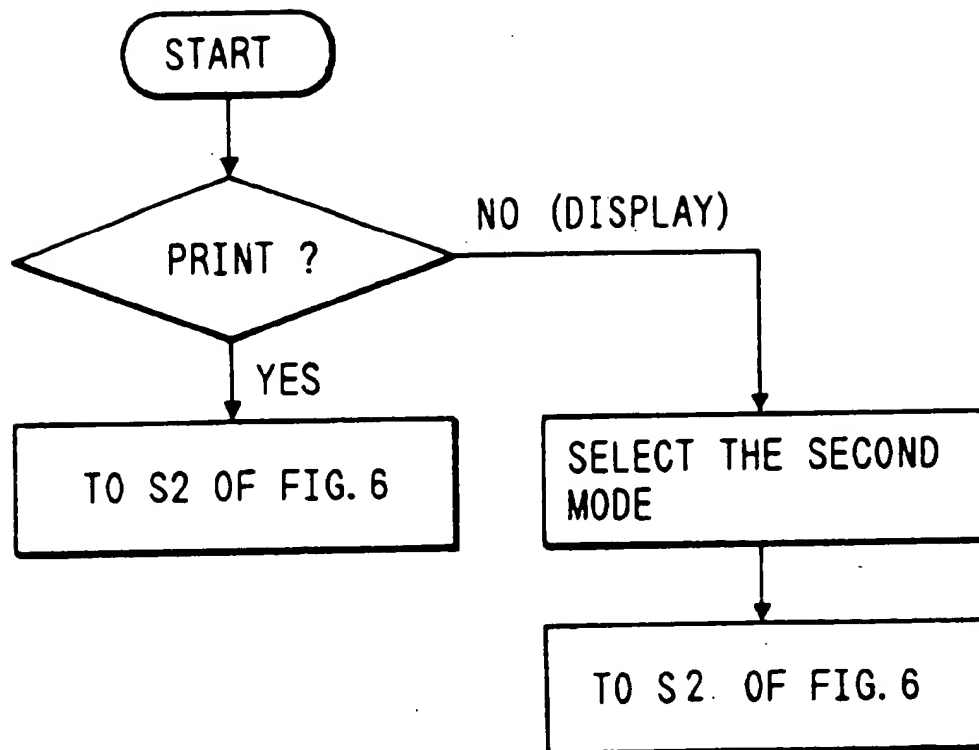 START
PRINT ?
NO (DISPLAY)
YES
TO S2 OF FIG. 6
SELECT THE SECOND
MODE
TO S2 OF FIG. 6